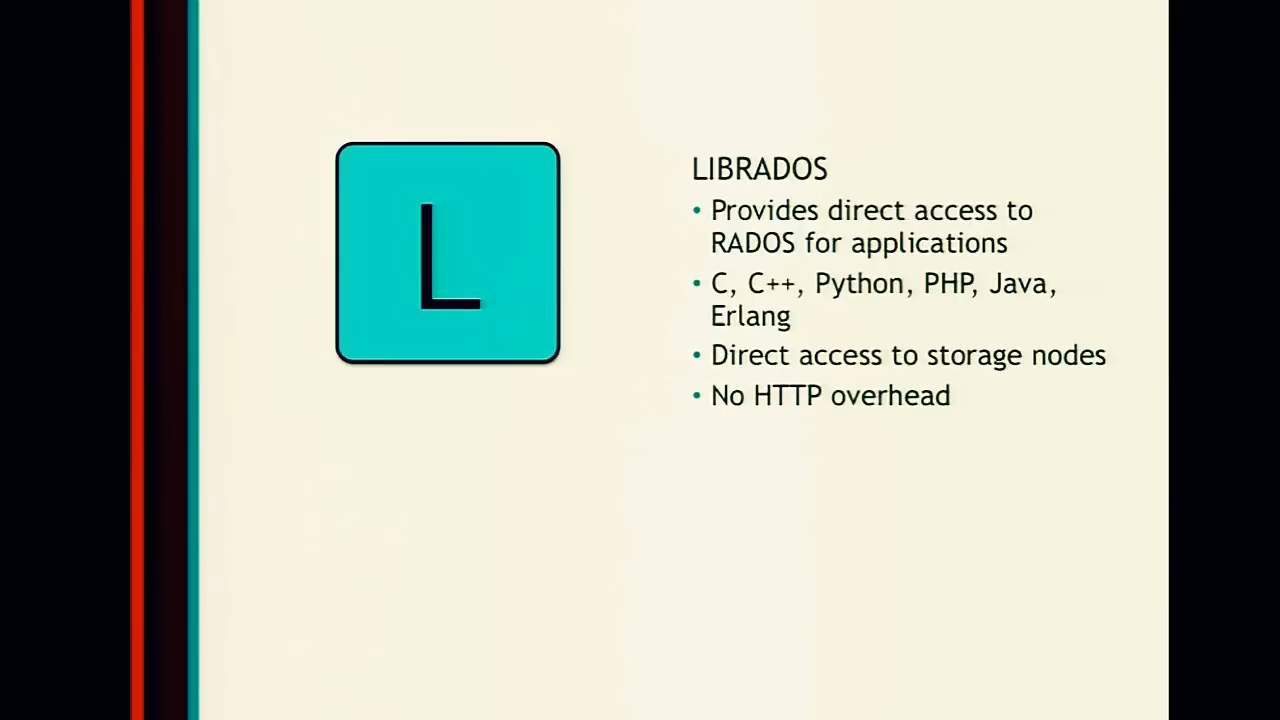 L
LIBRADOS
• Provides direct access to
RADOS for applications
• C, C++, Python, PHP, Java,
Erlang
• Direct access to storage nodes
• No HTTP overhead